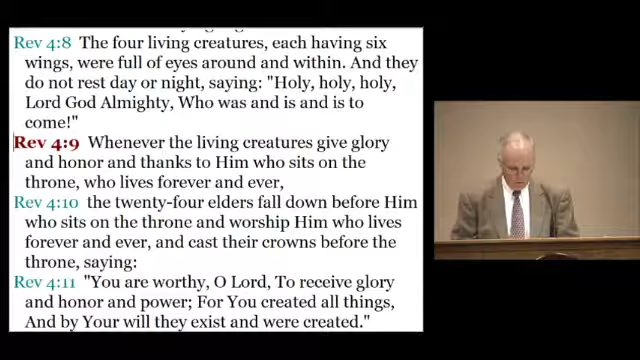 Rev 4:8 The four living creatures, each having six
wings, were full of eyes around and within. And they
do not rest day or night, saying: "Holy, holy, holy,
Lord God Almighty, Who was and is and is to
come!"
Rev 4:9 Whenever the living creatures give glory
and honor and thanks to Him who sits on the
throne, who lives forever and ever,
Rev 4:10 the twenty-four elders fall down before Him
who sits on the throne and worship Him who lives
forever and ever, and cast their crowns before the
throne, saying:
Rev 4:11 "You are worthy, O Lord, To receive glory
and honor and power; For You created all things,
And by Your will they exist and were created."